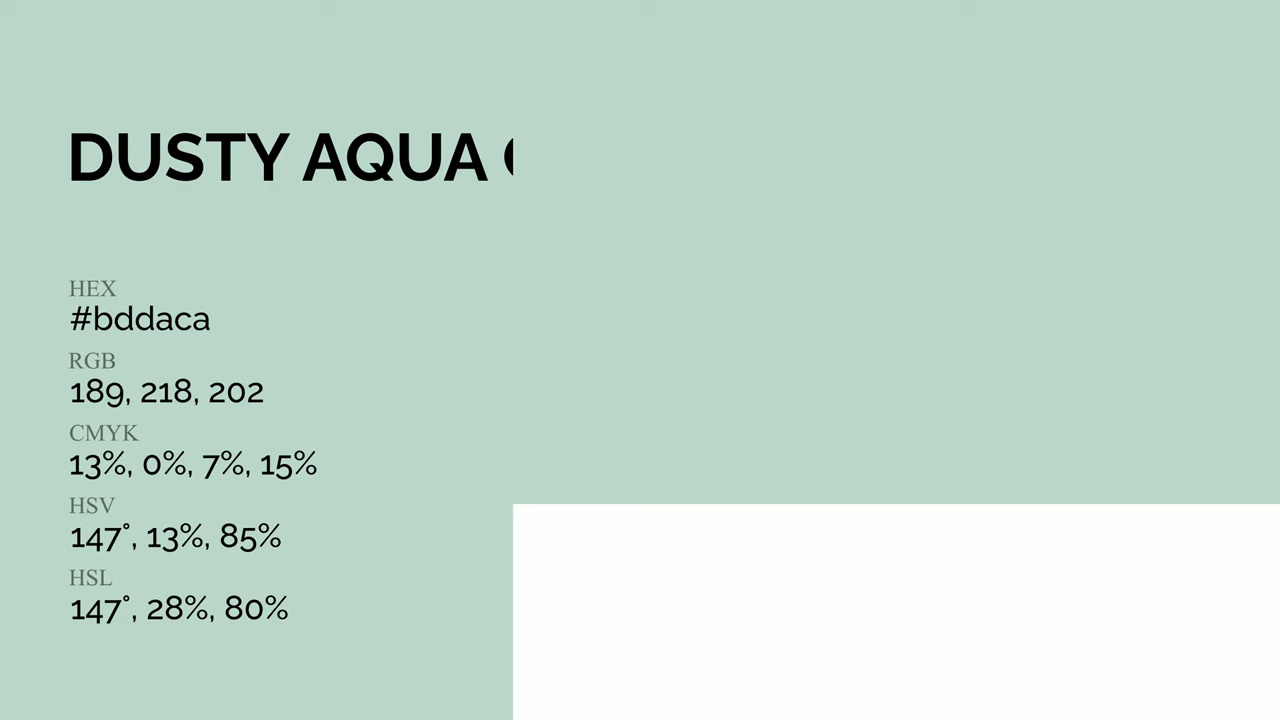 DUSTY AQUA
HEX
#bddaca
RGB
189, 218, 202
CMYK
13%, 0%, 7%, 15%
HSV
147°, 13%, 85%
HSL
147°, 28%, 80%